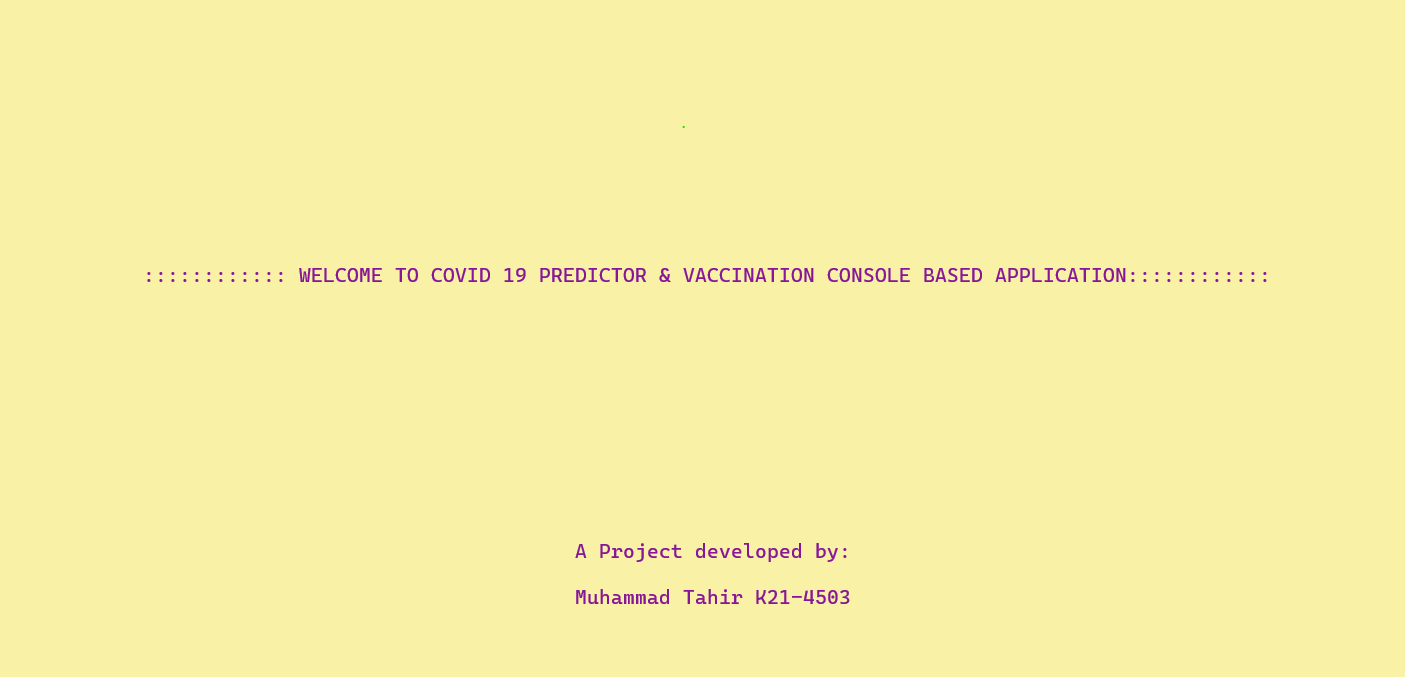 :::::::::::: WELCOME TO COVID 19 PREDICTOR & VACCINATION CONSOLE BASED APPLICATION::::::::::::
A Project developed by:
Muhammad Tahir K21-4503